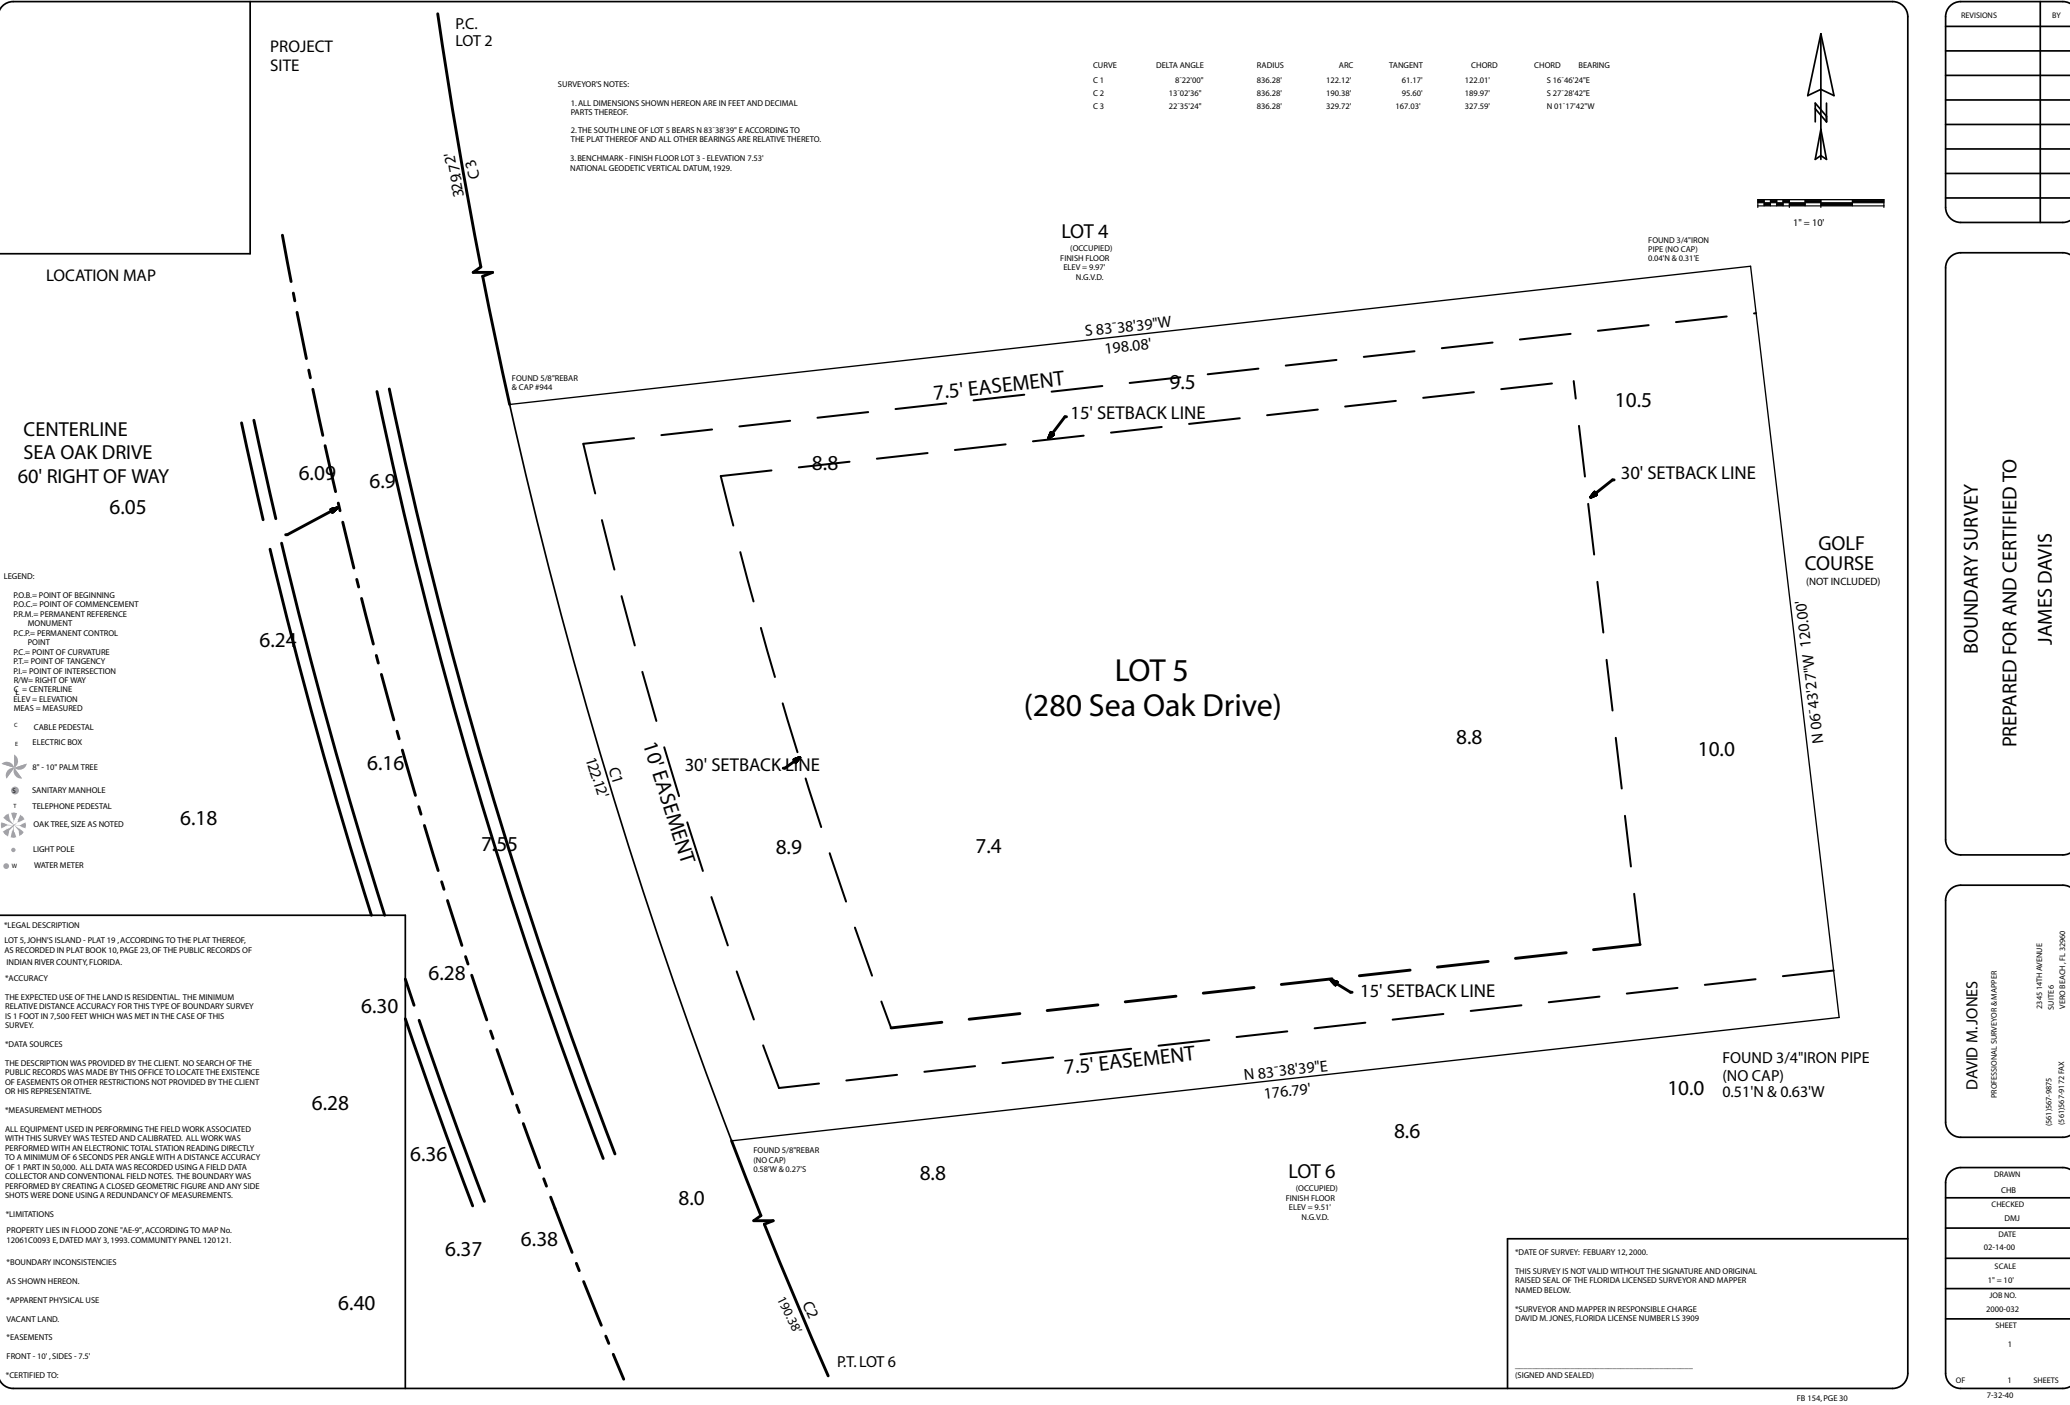 P.C.
LOT 2
PROJECT
SITE
LOCATION MAP
SURVEYOR'S NOTES:
1. ALL DIMENSIONS SHOWN HEREON ARE IN FEET AND DECIMAL
PARTS THEREOF.
2. THE SOUTH LINE OF LOT 5 BEARS N 83¨38'39" E ACCORDING TO
THE PLAT THEREOF AND ALL OTHER BEARINGS ARE RELATIVE THERETO.
3. BENCHMARK - FINISH FLOOR LOT 3 - ELEVATION 7.53'
NATIONAL GEODETIC VERTICAL DATUM, 1929.
CURVE DELTA ANGLE RADIUS ARC TANGENT CHORD CHORD BEARING
C 1 8¨22'00" 836.28' 122.12' 61.17' 122.01' S 16¨46'24"E
C 2 13¨02'36" 836.28' 190.38' 95.60' 189.97' S 27¨28'42"E
C 3 22¨35'24" 836.28' 329.72' 167.03' 327.59' N 01¨17'42"W
N
1" = 10'
329.72'
C3
LOT 4
(OCCUPIED)
FINISH FLOOR
ELEV = 9.97'
N.G.V.D.
FOUND 3/4"IRON
PIPE (NO CAP)
0.04'N & 0.31'E
S 83¨38'39"W
198.08'
FOUND 5/8"REBAR
& CAP #944
7.5' EASEMENT
9.5
15' SETBACK LINE
10.5
30' SETBACK LINE
8.8
CENTERLINE
SEA OAK DRIVE
60' RIGHT OF WAY
6.05
6.09
6.9
GOLF
COURSE
(NOT INCLUDED)
N 06¨43'27"W 120.00'
LEGEND:
P.O.B.= POINT OF BEGINNING
P.O.C.= POINT OF COMMENCEMENT
P.R.M.= PERMANENT REFERENCE
MONUMENT
P.C.P.= PERMANENT CONTROL
POINT
P.C.= POINT OF CURVATURE
P.T.= POINT OF TANGENCY
P.I.= POINT OF INTERSECTION
R/W= RIGHT OF WAY
℄ = CENTERLINE
ELEV = ELEVATION
MEAS = MEASURED
C CABLE PEDESTAL
E ELECTRIC BOX
8" - 10" PALM TREE
S SANITARY MANHOLE
T TELEPHONE PEDESTAL
OAK TREE, SIZE AS NOTED
LIGHT POLE
W WATER METER
6.24
6.16
6.18
7.55
C1
122.12'
10' EASEMENT
30' SETBACK LINE
LOT 5
(280 Sea Oak Drive)
8.8
10.0
8.9
7.4
15' SETBACK LINE
7.5' EASEMENT
N 83¨38'39"E
176.79'
FOUND 3/4"IRON PIPE
(NO CAP)
0.51'N & 0.63'W
10.0
8.6
FOUND 5/8"REBAR
(NO CAP)
0.58'W & 0.27'S
8.8
8.0
LOT 6
(OCCUPIED)
FINISH FLOOR
ELEV = 9.51'
N.G.V.D.
C2
190.38'
P.T. LOT 6
6.28
6.30
6.28
6.36
6.37
6.38
6.40
*LEGAL DESCRIPTION
LOT 5, JOHN'S ISLAND - PLAT 19 , ACCORDING TO THE PLAT THEREOF,
AS RECORDED IN PLAT BOOK 10, PAGE 23, OF THE PUBLIC RECORDS OF
INDIAN RIVER COUNTY, FLORIDA.
*ACCURACY
THE EXPECTED USE OF THE LAND IS RESIDENTIAL. THE MINIMUM
RELATIVE DISTANCE ACCURACY FOR THIS TYPE OF BOUNDARY SURVEY
IS 1 FOOT IN 7,500 FEET WHICH WAS MET IN THE CASE OF THIS
SURVEY.
*DATA SOURCES
THE DESCRIPTION WAS PROVIDED BY THE CLIENT. NO SEARCH OF THE
PUBLIC RECORDS WAS MADE BY THIS OFFICE TO LOCATE THE EXISTENCE
OF EASEMENTS OR OTHER RESTRICTIONS NOT PROVIDED BY THE CLIENT
OR HIS REPRESENTATIVE.
*MEASUREMENT METHODS
ALL EQUIPMENT USED IN PERFORMING THE FIELD WORK ASSOCIATED
WITH THIS SURVEY WAS TESTED AND CALIBRATED. ALL WORK WAS
PERFORMED WITH AN ELECTRONIC TOTAL STATION READING DIRECTLY
TO A MINIMUM OF 6 SECONDS PER ANGLE WITH A DISTANCE ACCURACY
OF 1 PART IN 50,000. ALL DATA WAS RECORDED USING A FIELD DATA
COLLECTOR AND CONVENTIONAL FIELD NOTES. THE BOUNDARY WAS
PERFORMED BY CREATING A CLOSED GEOMETRIC FIGURE AND ANY SIDE
SHOTS WERE DONE USING A REDUNDANCY OF MEASUREMENTS.
*LIMITATIONS
PROPERTY LIES IN FLOOD ZONE "AE-9", ACCORDING TO MAP No.
12061C0093 E, DATED MAY 3, 1993. COMMUNITY PANEL 120121.
*BOUNDARY INCONSISTENCIES
AS SHOWN HEREON.
*APPARENT PHYSICAL USE
VACANT LAND.
*EASEMENTS
FRONT - 10' , SIDES - 7.5'
*CERTIFIED TO:
*DATE OF SURVEY: FEBUARY 12, 2000.
THIS SURVEY IS NOT VALID WITHOUT THE SIGNATURE AND ORIGINAL
RAISED SEAL OF THE FLORIDA LICENSED SURVEYOR AND MAPPER
NAMED BELOW.
*SURVEYOR AND MAPPER IN RESPONSIBLE CHARGE
DAVID M. JONES, FLORIDA LICENSE NUMBER LS 3909
(SIGNED AND SEALED)
FB 154, PGE 30
REVISIONS BY
BOUNDARY SURVEY
PREPARED FOR AND CERTIFIED TO
JAMES DAVIS
DAVID M. JONES
PROFESSIONAL SURVEYOR & MAPPER
2345 14TH AVENUE
SUITE 6
VERO BEACH , FL 32960
(561)567-9875
(561)567-9172 FAX
DRAWN
CHB
CHECKED
DMJ
DATE
02-14-00
SCALE
1" = 10'
JOB NO.
2000-032
SHEET
1
OF 1 SHEETS
7-32-40